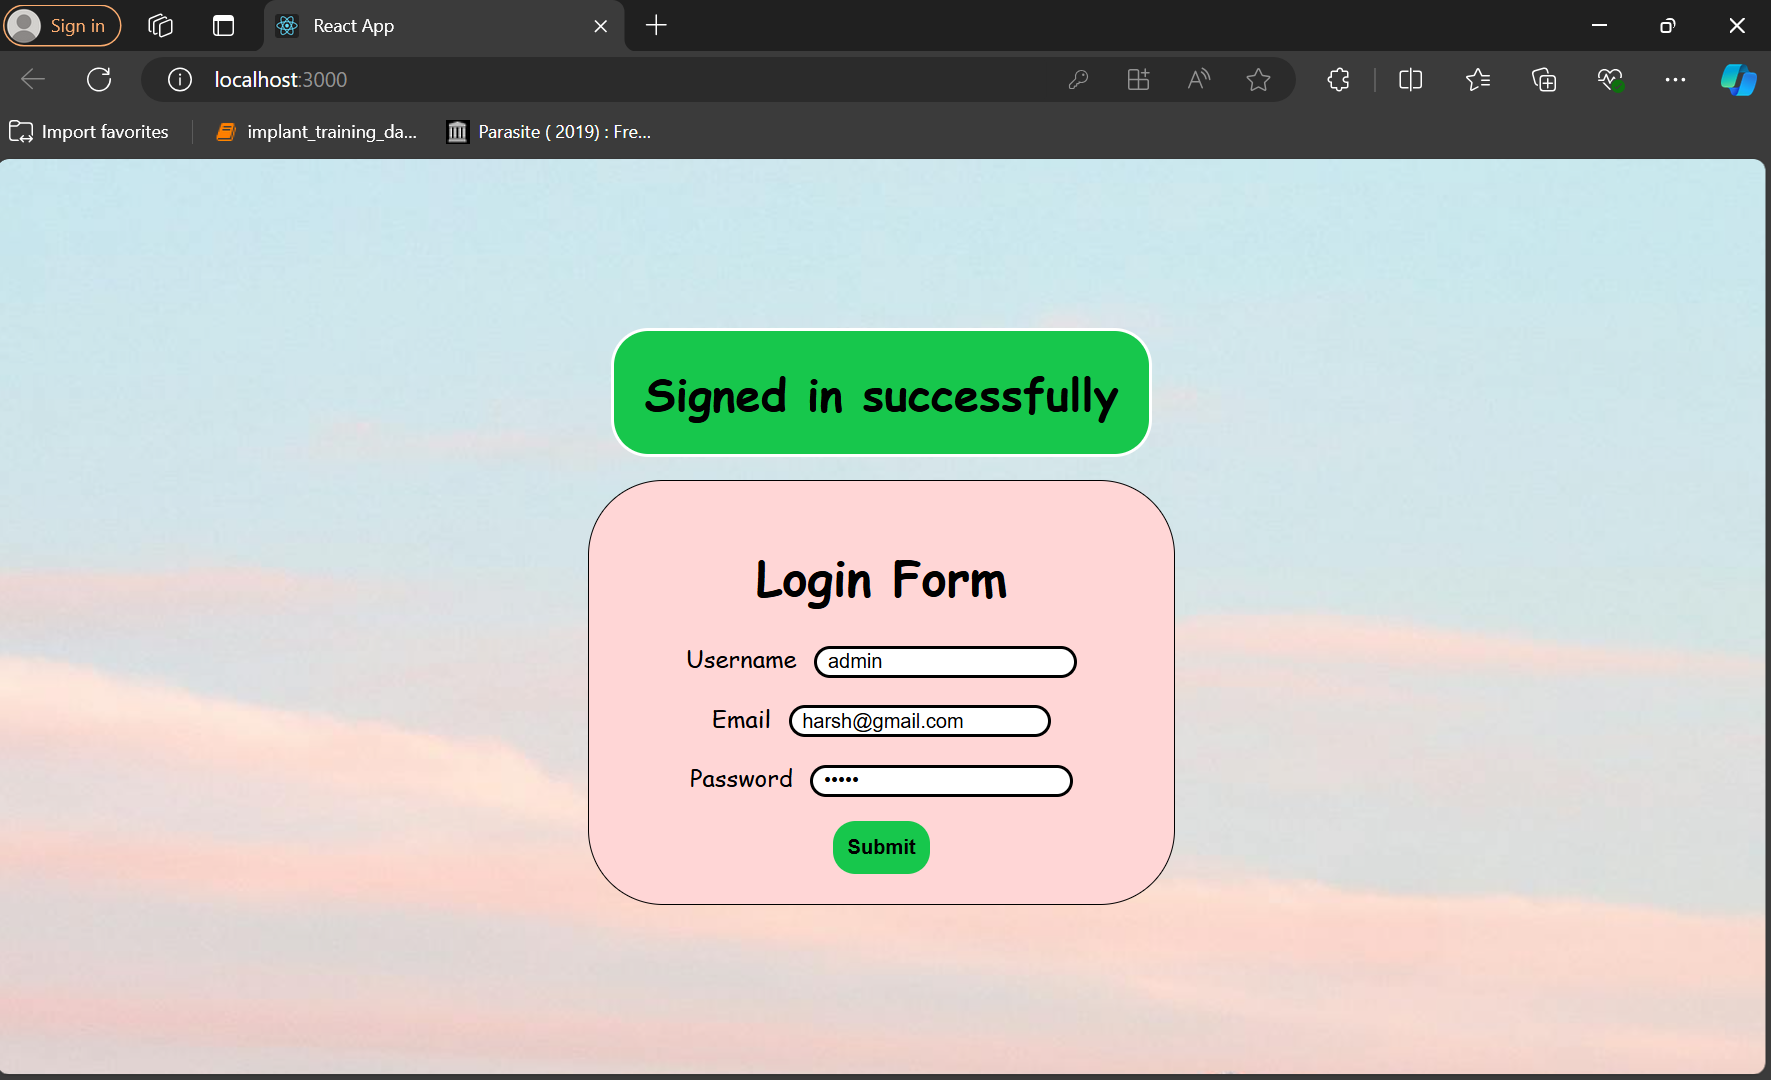 Sign in
React App
localhost:3000
Import favorites
implant_training_da...
Parasite ( 2019) : Fre...
Signed in successfully
Login Form
Username admin
Email harsh@gmail.com
Password •••••
Submit